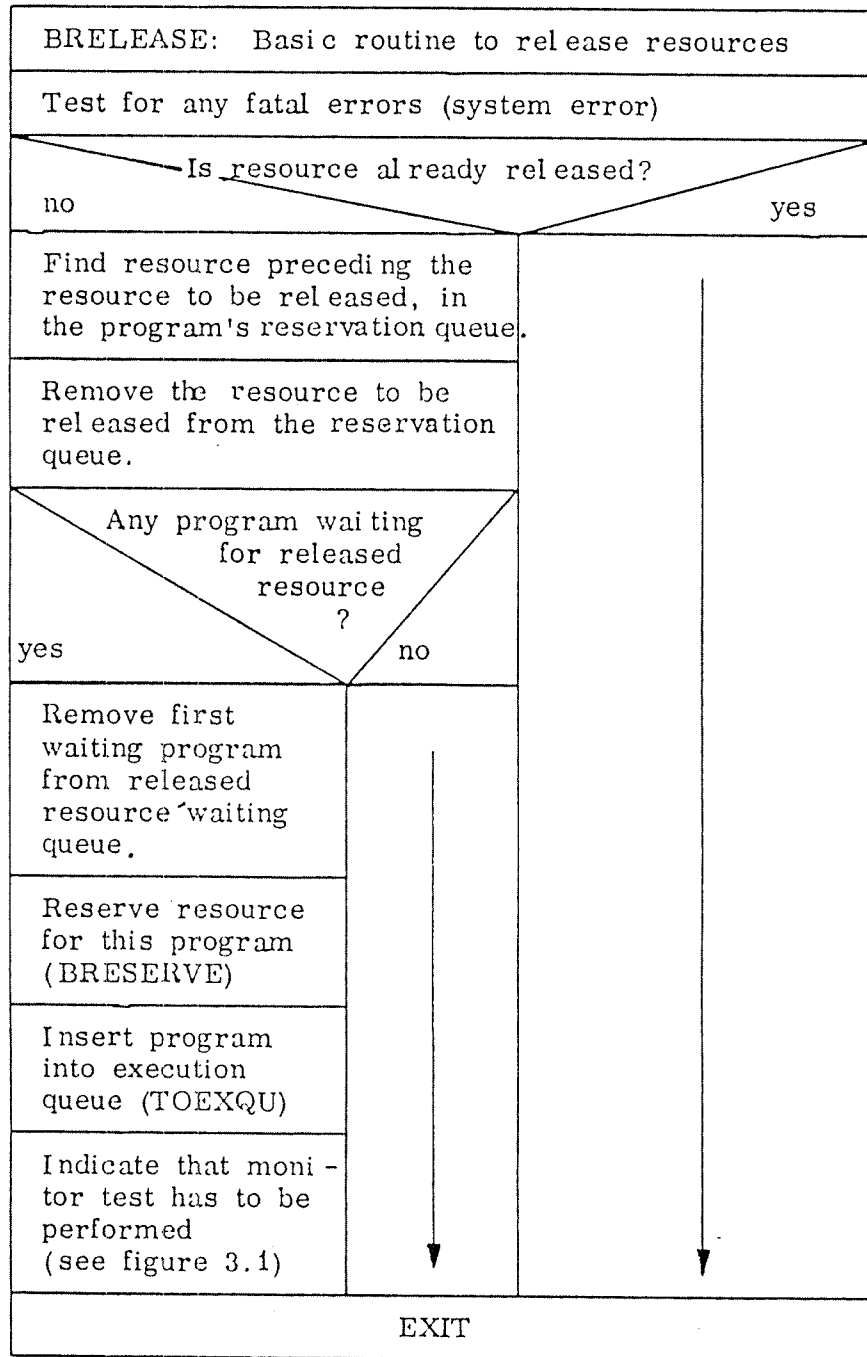 BRELEASE: Basic routine to release resources
Test for any fatal errors (system error)
Is resource already released?
no
yes
Find resource preceding the
resource to be released, in
the program's reservation queue.
Remove the resource to be
released from the reservation
queue.
Any program waiting
for released
resource
?
yes
no
Remove first
waiting program
from released
resource waiting
queue.
Reserve resource
for this program
(BRESERVE)
Insert program
into execution
queue (TOEXQU)
Indicate that moni-
tor test has to be
performed
(see figure 3.1)
EXIT